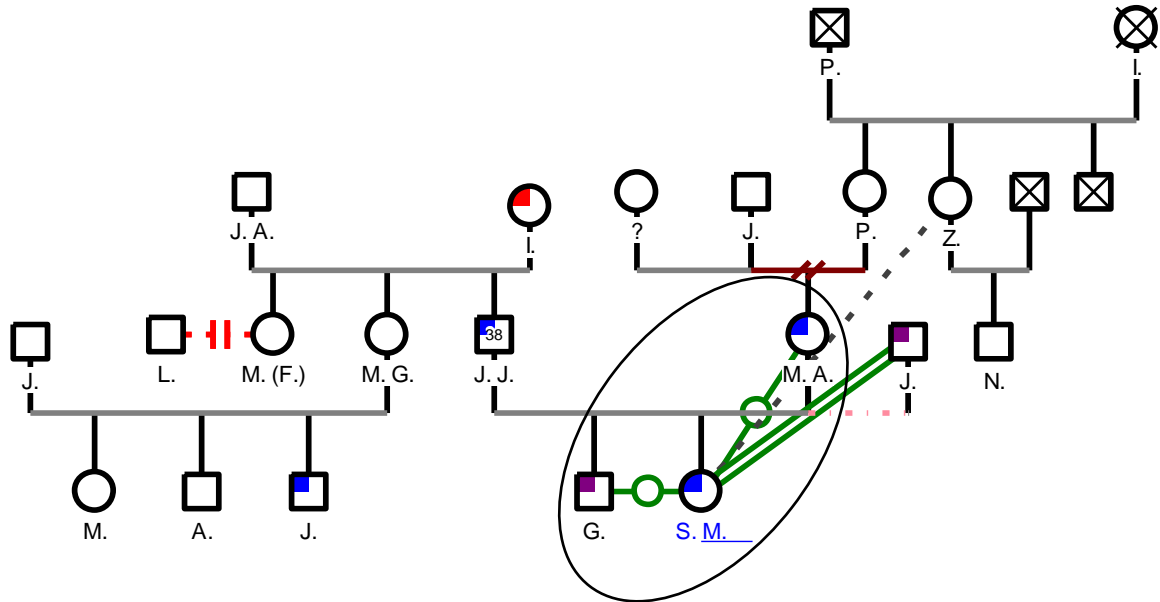 P. I.
J. A. I. ? J. P. Z.
38
J. L. M. (F.) M. G. J. J. M. A. J. N.
M. A. J. G. S. M.